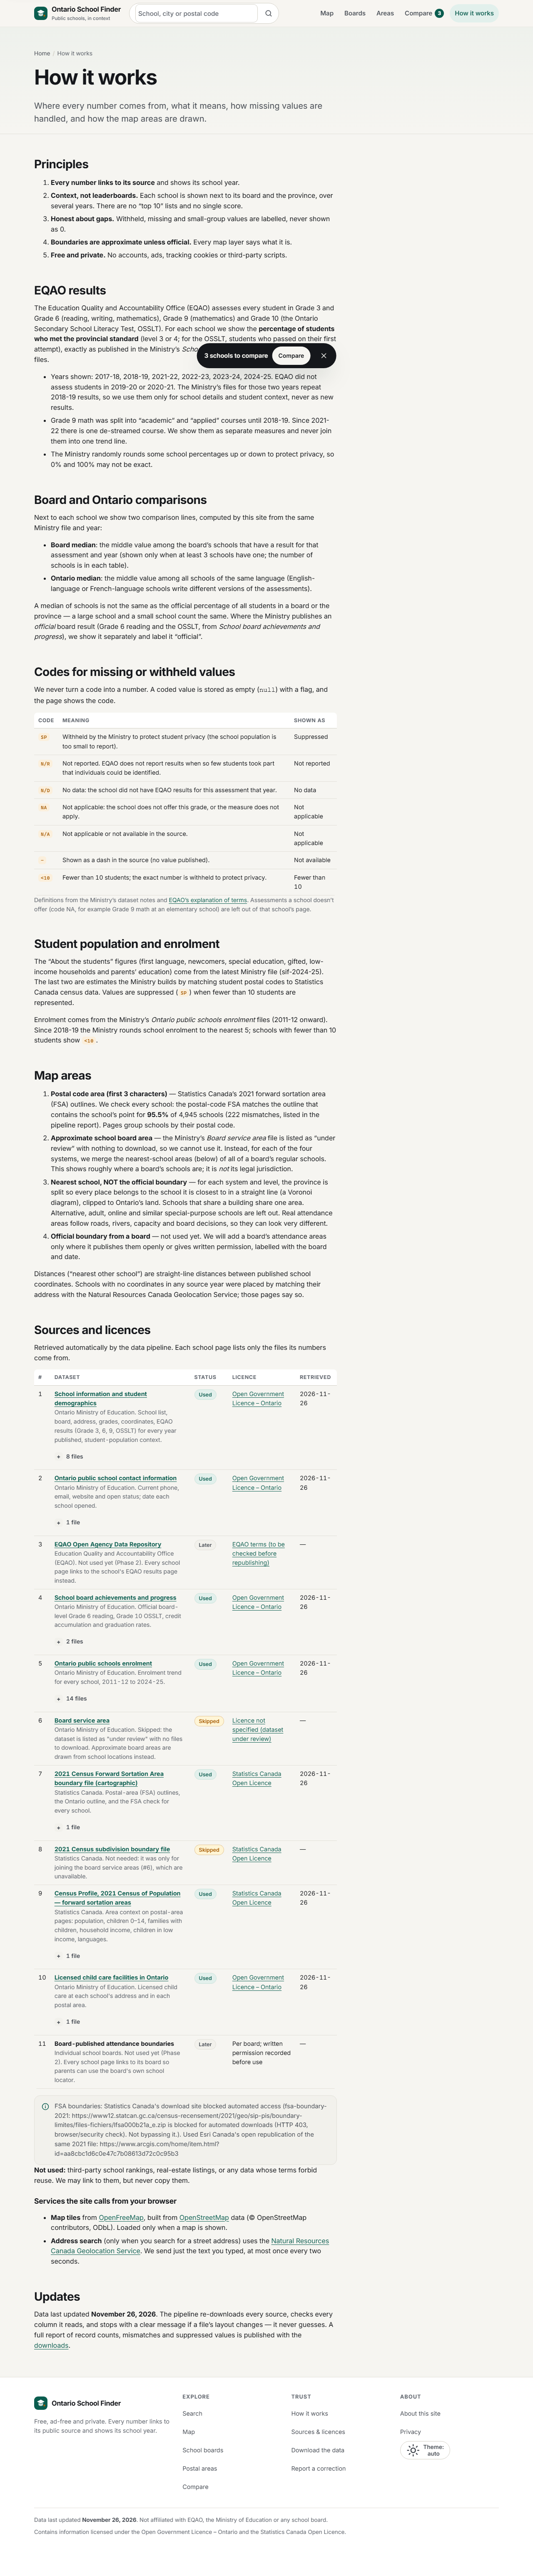 Ontario School Finder
Public schools, in context
School, city or postal code
Map
Boards
Areas
Compare 3
How it works
Home / How it works
How it works
Where every number comes from, what it means, how missing values are
handled, and how the map areas are drawn.
Principles
1. Every number links to its source and shows its school year.
2. Context, not leaderboards. Each school is shown next to its board and the province, over
several years. There are no “top 10” lists and no single score.
3. Honest about gaps. Withheld, missing and small-group values are labelled, never shown
as 0.
4. Boundaries are approximate unless official. Every map layer says what it is.
5. Free and private. No accounts, ads, tracking cookies or third-party scripts.
EQAO results
The Education Quality and Accountability Office (EQAO) assesses every student in Grade 3 and
Grade 6 (reading, writing, mathematics), Grade 9 (mathematics) and Grade 10 (the Ontario
Secondary School Literacy Test, OSSLT). For each school we show the percentage of students
who met the provincial standard (level 3 or 4; for the OSSLT, students who passed on their first
attempt), exactly as published in the Ministry’s
files.
3 schools to compare
Compare
• Years shown: 2017-18, 2018-19, 2021-22, 2022-23, 2023-24, 2024-25. EQAO did not
assess students in 2019-20 or 2020-21. The Ministry’s files for those two years repeat
2018-19 results, so we use them only for school details and student context, never as new
results.
• Grade 9 math was split into “academic” and “applied” courses until 2018-19. Since 2021-
22 there is one de-streamed course. We show them as separate measures and never join
them into one trend line.
• The Ministry randomly rounds some school percentages up or down to protect privacy, so
0% and 100% may not be exact.
Board and Ontario comparisons
Next to each school we show two comparison lines, computed by this site from the same
Ministry file and year:
• Board median: the middle value among the board’s schools that have a result for that
assessment and year (shown only when at least 3 schools have one; the number of
schools is in each table).
• Ontario median: the middle value among all schools of the same language (English-
language or French-language schools write different versions of the assessments).
A median of schools is not the same as the official percentage of all students in a board or the
province — a large school and a small school count the same. Where the Ministry publishes an
official board result (Grade 6 reading and the OSSLT, from School board achievements and
progress), we show it separately and label it “official”.
Codes for missing or withheld values
We never turn a code into a number. A coded value is stored as empty (null) with a flag, and
the page shows the code.
CODE MEANING SHOWN AS
SP Withheld by the Ministry to protect student privacy (the school population is Suppressed
too small to report).
N/R Not reported. EQAO does not report results when so few students took part Not reported
that individuals could be identified.
N/D No data: the school did not have EQAO results for this assessment that year. No data
NA Not applicable: the school does not offer this grade, or the measure does not Not
apply. applicable
N/A Not applicable or not available in the source. Not
applicable
– Shown as a dash in the source (no value published). Not available
<10 Fewer than 10 students; the exact number is withheld to protect privacy. Fewer than
10
Definitions from the Ministry’s dataset notes and EQAO’s explanation of terms. Assessments a school doesn’t
offer (code NA, for example Grade 9 math at an elementary school) are left out of that school’s page.
Student population and enrolment
The “About the students” figures (first language, newcomers, special education, gifted, low-
income households and parents’ education) come from the latest Ministry file (sif-2024-25).
The last two are estimates the Ministry builds by matching student postal codes to Statistics
Canada census data. Values are suppressed ( SP ) when fewer than 10 students are
represented.
Enrolment comes from the Ministry’s Ontario public schools enrolment files (2011-12 onward).
Since 2018-19 the Ministry rounds school enrolment to the nearest 5; schools with fewer than 10
students show <10 .
Map areas
1. Postal code area (first 3 characters) — Statistics Canada’s 2021 forward sortation area
(FSA) outlines. We check every school: the postal-code FSA matches the outline that
contains the school’s point for 95.5% of 4,945 schools (222 mismatches, listed in the
pipeline report). Pages group schools by their postal code.
2. Approximate school board area — the Ministry’s Board service area file is listed as “under
review” with nothing to download, so we cannot use it. Instead, for each of the four
systems, we merge the nearest-school areas (below) of all of a board’s regular schools.
This shows roughly where a board’s schools are; it is not its legal jurisdiction.
3. Nearest school, NOT the official boundary — for each system and level, the province is
split so every place belongs to the school it is closest to in a straight line (a Voronoi
diagram), clipped to Ontario’s land. Schools that share a building share one area.
Alternative, adult, online and similar special-purpose schools are left out. Real attendance
areas follow roads, rivers, capacity and board decisions, so they can look very different.
4. Official boundary from a board — not used yet. We will add a board’s attendance areas
only where it publishes them openly or gives written permission, labelled with the board
and date.
Distances (“nearest other school”) are straight-line distances between published school
coordinates. Schools with no coordinates in any source year were placed by matching their
address with the Natural Resources Canada Geolocation Service; those pages say so.
Sources and licences
Retrieved automatically by the data pipeline. Each school page lists only the files its numbers
come from.
# DATASET STATUS LICENCE RETRIEVED
1 School information and student Used Open Government 2026-11-
demographics Licence – Ontario 26
Ontario Ministry of Education. School list,
board, address, grades, coordinates, EQAO
results (Grade 3, 6, 9, OSSLT) for every year
published, student-population context.
+ 8 files
2 Ontario public school contact information Used Open Government 2026-11-
Ontario Ministry of Education. Current phone, Licence – Ontario 26
email, website and open status; date each
school opened.
+ 1 file
3 EQAO Open Agency Data Repository Later EQAO terms (to be —
Education Quality and Accountability Office checked before
(EQAO). Not used yet (Phase 2). Every school republishing)
page links to the school’s EQAO results page
instead.
4 School board achievements and progress Used Open Government 2026-11-
Ontario Ministry of Education. Official board- Licence – Ontario 26
level Grade 6 reading, Grade 10 OSSLT, credit
accumulation and graduation rates.
+ 2 files
5 Ontario public schools enrolment Used Open Government 2026-11-
Ontario Ministry of Education. Enrolment trend Licence – Ontario 26
for every school, 2011-12 to 2024-25.
+ 14 files
6 Board service area Skipped Licence not —
Ontario Ministry of Education. Skipped: the specified (dataset
dataset is listed as “under review” with no files under review)
to download. Approximate board areas are
drawn from school locations instead.
7 2021 Census Forward Sortation Area Used Statistics Canada 2026-11-
boundary file (cartographic) Open Licence 26
Statistics Canada. Postal-area (FSA) outlines,
the Ontario outline, and the FSA check for
every school.
+ 1 file
8 2021 Census subdivision boundary file Skipped Statistics Canada —
Statistics Canada. Not needed: it was only for Open Licence
joining the board service areas (#6), which are
unavailable.
9 Census Profile, 2021 Census of Population Used Statistics Canada 2026-11-
— forward sortation areas Open Licence 26
Statistics Canada. Area context on postal-area
pages: population, children 0–14, families with
children, household income, children in low
income, languages.
+ 1 file
10 Licensed child care facilities in Ontario Used Open Government 2026-11-
Ontario Ministry of Education. Licensed child Licence – Ontario 26
care at each school’s address and in each
postal area.
+ 1 file
11 Board-published attendance boundaries Later Per board; written —
Individual school boards. Not used yet (Phase permission recorded
2). Every school page links to its board so before use
parents can use the board’s own school
locator.
FSA boundaries: Statistics Canada’s download site blocked automated access (fsa-boundary-
2021: https://www12.statcan.gc.ca/census-recensement/2021/geo/sip-pis/boundary-
limites/files-fichiers/lfsa000b21a_e.zip is blocked for automated downloads (HTTP 403,
browser/security check). Not bypassing it.). Used Esri Canada’s open republication of the
same 2021 file: https://www.arcgis.com/home/item.html?
id=aa8cbc1d6c0e47c7b08613d72c0c95b3
Not used: third-party school rankings, real-estate listings, or any data whose terms forbid
reuse. We may link to them, but never copy them.
Services the site calls from your browser
• Map tiles from OpenFreeMap, built from OpenStreetMap data (© OpenStreetMap
contributors, ODbL). Loaded only when a map is shown.
• Address search (only when you search for a street address) uses the Natural Resources
Canada Geolocation Service. We send just the text you typed, at most once every two
seconds.
Updates
Data last updated November 26, 2026. The pipeline re-downloads every source, checks every
column it reads, and stops with a clear message if a file’s layout changes — it never guesses. A
full report of record counts, mismatches and suppressed values is published with the
downloads.
Ontario School Finder
Free, ad-free and private. Every number links to
its public source and shows its school year.
EXPLORE
Search
Map
School boards
Postal areas
Compare
TRUST
How it works
Sources & licences
Download the data
Report a correction
ABOUT
About this site
Privacy
Theme:
auto
Data last updated November 26, 2026. Not affiliated with EQAO, the Ministry of Education or any school board.
Contains information licensed under the Open Government Licence – Ontario and the Statistics Canada Open Licence.